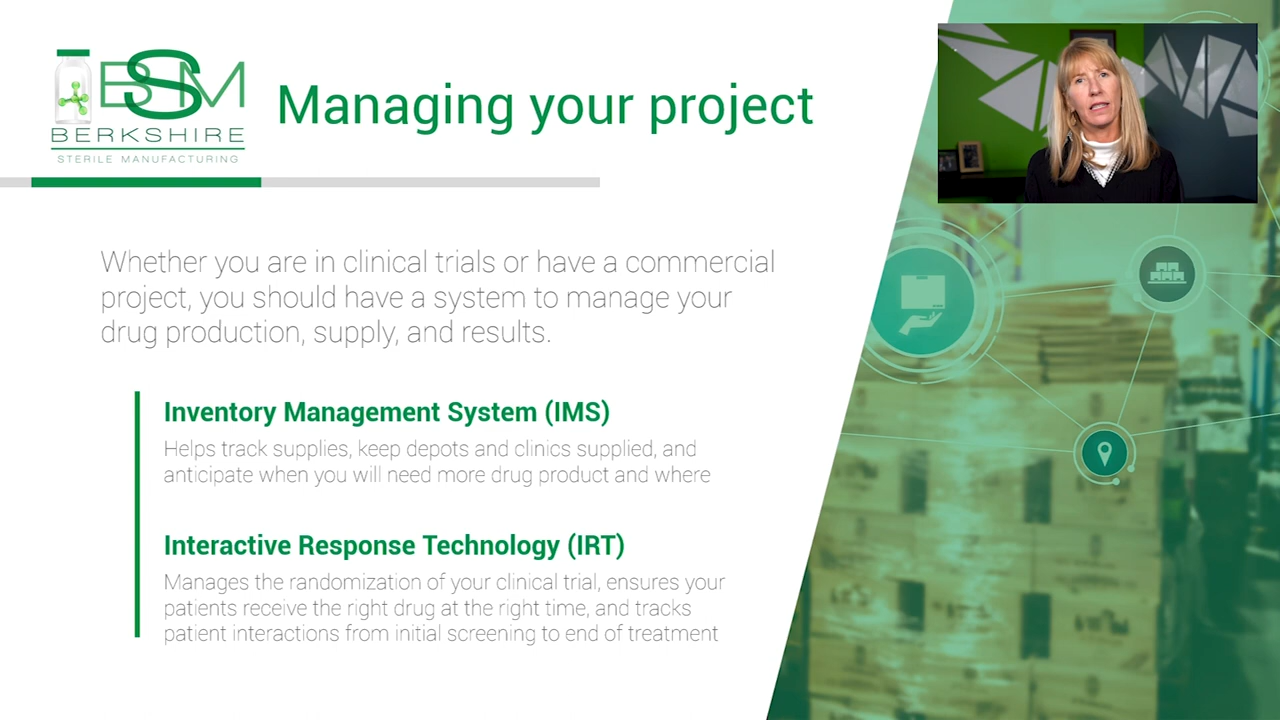 BSM
BERKSHIRE
STERILE MANUFACTURING
Managing your project
Whether you are in clinical trials or have a commercial
project, you should have a system to manage your
drug production, supply, and results.
Inventory Management System (IMS)
Helps track supplies, keep depots and clinics supplied, and
anticipate when you will need more drug product and where
Interactive Response Technology (IRT)
Manages the randomization of your clinical trial, ensures your
patients receive the right drug at the right time, and tracks
patient interactions from initial screening to end of treatment